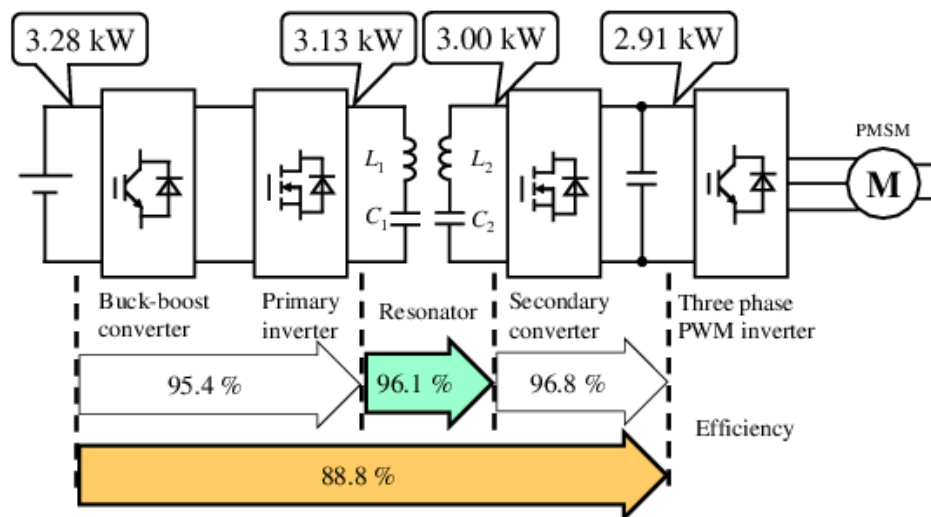 3.28 kW
3.13 kW
3.00 kW
2.91 kW
PMSM
L1
L2
M
C1
C2
Buck-boost
converter
Primary
inverter
Resonator
Secondary
converter
Three phase
PWM inverter
95.4 %
96.1 %
96.8 %
Efficiency
88.8 %